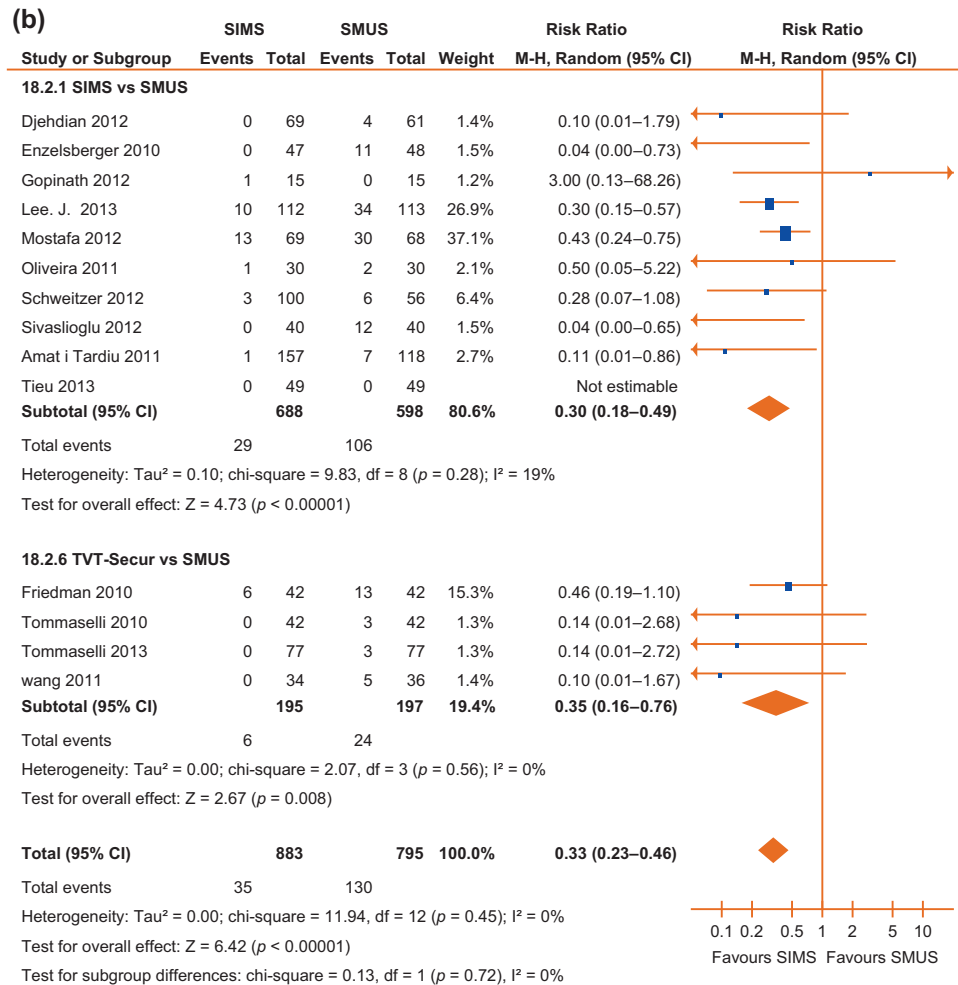 (b)
SIMS SMUS Risk Ratio Risk Ratio
Study or Subgroup Events Total Events Total Weight M-H, Random (95% CI) M-H, Random (95% CI)
18.2.1 SIMS vs SMUS
Djehdian 2012 0 69 4 61 1.4% 0.10 (0.01–1.79)
Enzelsberger 2010 0 47 11 48 1.5% 0.04 (0.00–0.73)
Gopinath 2012 1 15 0 15 1.2% 3.00 (0.13–68.26)
Lee. J. 2013 10 112 34 113 26.9% 0.30 (0.15–0.57)
Mostafa 2012 13 69 30 68 37.1% 0.43 (0.24–0.75)
Oliveira 2011 1 30 2 30 2.1% 0.50 (0.05–5.22)
Schweitzer 2012 3 100 6 56 6.4% 0.28 (0.07–1.08)
Sivaslioglu 2012 0 40 12 40 1.5% 0.04 (0.00–0.65)
Amat i Tardiu 2011 1 157 7 118 2.7% 0.11 (0.01–0.86)
Tieu 2013 0 49 0 49 Not estimable
Subtotal (95% CI) 688 598 80.6% 0.30 (0.18–0.49)
Total events 29 106
Heterogeneity: Tau² = 0.10; chi-square = 9.83, df = 8 (p = 0.28); I² = 19%
Test for overall effect: Z = 4.73 (p < 0.00001)
18.2.6 TVT-Secur vs SMUS
Friedman 2010 6 42 13 42 15.3% 0.46 (0.19–1.10)
Tommaselli 2010 0 42 3 42 1.3% 0.14 (0.01–2.68)
Tommaselli 2013 0 77 3 77 1.3% 0.14 (0.01–2.72)
wang 2011 0 34 5 36 1.4% 0.10 (0.01–1.67)
Subtotal (95% CI) 195 197 19.4% 0.35 (0.16–0.76)
Total events 6 24
Heterogeneity: Tau² = 0.00; chi-square = 2.07, df = 3 (p = 0.56); I² = 0%
Test for overall effect: Z = 2.67 (p = 0.008)
Total (95% CI) 883 795 100.0% 0.33 (0.23–0.46)
Total events 35 130
Heterogeneity: Tau² = 0.00; chi-square = 11.94, df = 12 (p = 0.45); I² = 0%
Test for overall effect: Z = 6.42 (p < 0.00001)
Test for subgroup differences: chi-square = 0.13, df = 1 (p = 0.72), I² = 0%
0.1 0.2 0.5 1 2 5 10
Favours SIMS Favours SMUS